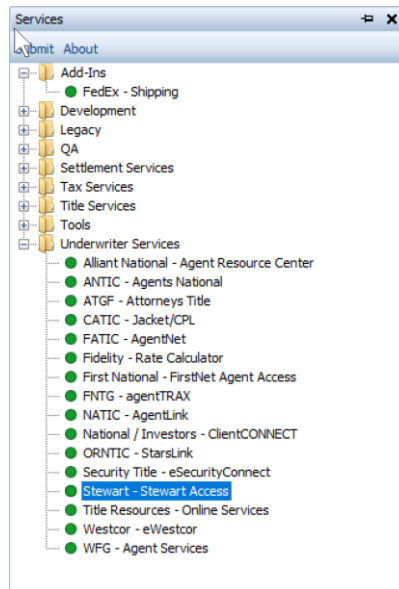 Services
Submit About
Add-Ins
FedEx - Shipping
Development
Legacy
QA
Settlement Services
Tax Services
Title Services
Tools
Underwriter Services
Alliant National - Agent Resource Center
ANTIC - Agents National
ATGF - Attorneys Title
CATIC - Jacket/CPL
FATIC - AgentNet
Fidelity - Rate Calculator
First National - FirstNet Agent Access
FNTG - agentTRAX
NATIC - AgentLink
National / Investors - ClientCONNECT
ORNTIC - StarsLink
Security Title - eSecurityConnect
Stewart - Stewart Access
Title Resources - Online Services
Westcor - eWestcor
WFG - Agent Services